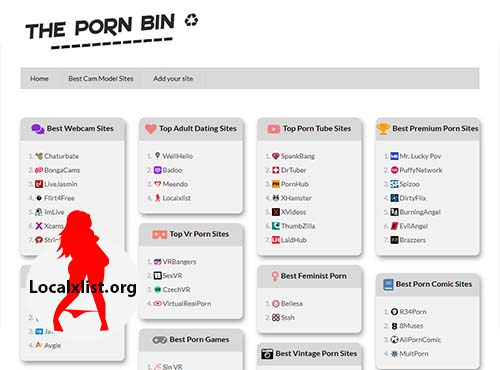 THE PORN BIN
Home Best Cam Model Sites Add your site
Best Webcam Sites
1. Chaturbate
2. BongaCams
3. LiveJasmin
4. Flirt4Free
5. ImLive
6. Xcams
7.
Localxlist.org
3.
4. Avgle
Top Adult Dating Sites
1. WellHello
2. Badoo
3. Meendo
4. Localxlist
Top Vr Porn Sites
1. VRBangers
2. SexVR
3. CzechVR
4. VirtualRealPorn
Best Porn Games
1. Sin VR
Top Porn Tube Sites
1. SpankBang
2. DrTuber
3. PornHub
4. XHamster
5. XVideos
6. ThumbZilla
7. LaidHub
Best Feminist Porn
1. Bellesa
2. Sssh
Best Vintage Porn Sites
Best Premium Porn Sites
1. Mr. Lucky Pov
2. PuffyNetwork
3. Spizoo
4. DirtyFlix
5. BurningAngel
6. EvilAngel
7. Brazzers
Best Porn Comic Sites
1. R34Porn
2. 8Muses
3. AllPornComic
4. MultPorn